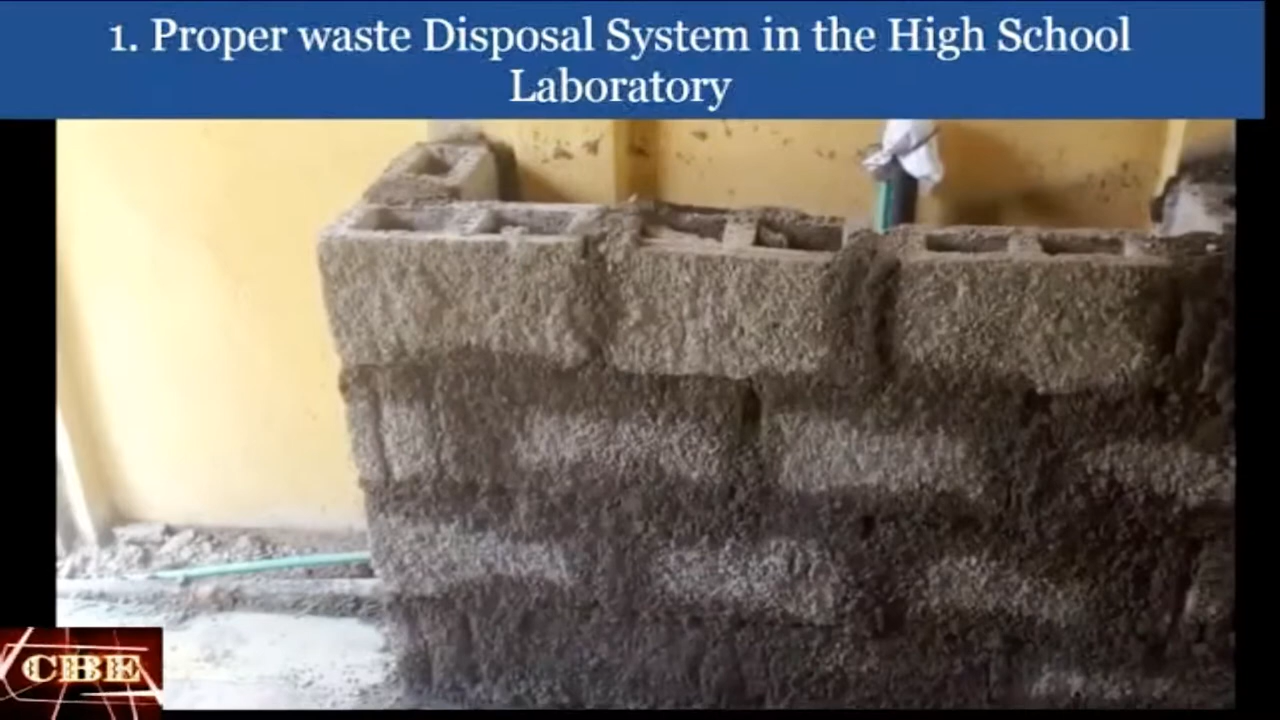 1. Proper waste Disposal System in the High School
Laboratory
CBE